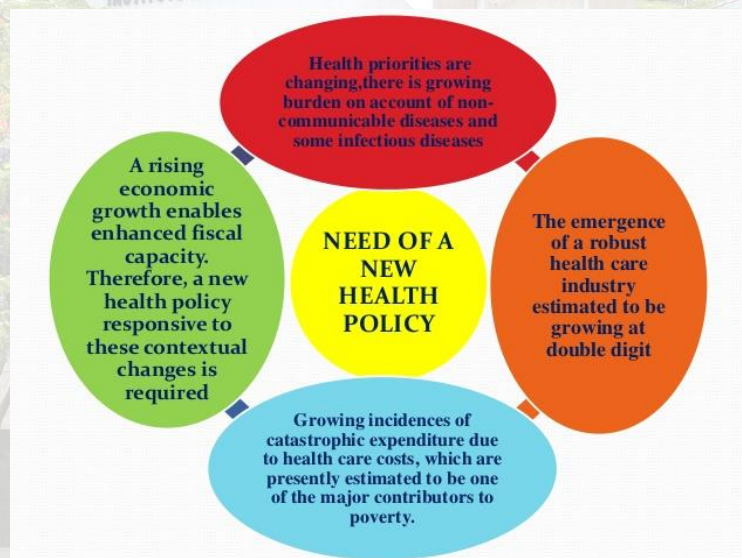 Health priorities are
changing,there is growing
burden on account of non-
communicable diseases and
some infectious diseases
A rising
economic
growth enables
enhanced fiscal
capacity.
Therefore, a new
health policy
responsive to
these contextual
changes is
required
NEED OF A
NEW
HEALTH
POLICY
The emergence
of a robust
health care
industry
estimated to be
growing at
double digit
Growing incidences of
catastrophic expenditure due
to health care costs, which are
presently estimated to be one
of the major contributors to
poverty.